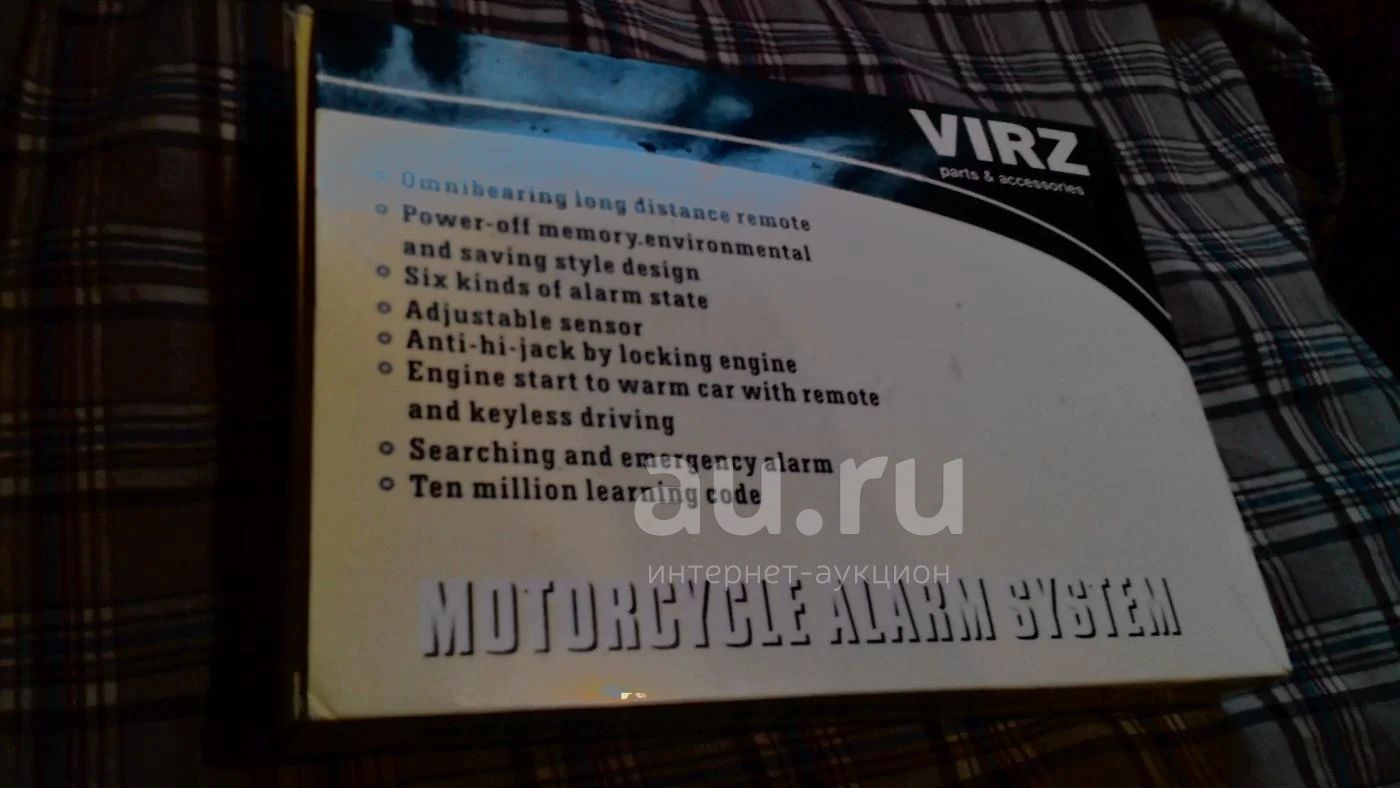 VIRZ
parts & accessories
Omnibearing long distance remote
Power-off memory.environmental
and saving style design
Six kinds of alarm state
Adjustable sensor
Anti-hi-jack by locking engine
Engine start to warm car with remote
and keyless driving
Searching and emergency alarm
Ten million learning code
au.ru
интернет-аукцион
MOTORCYCLE ALARM SYSTEM